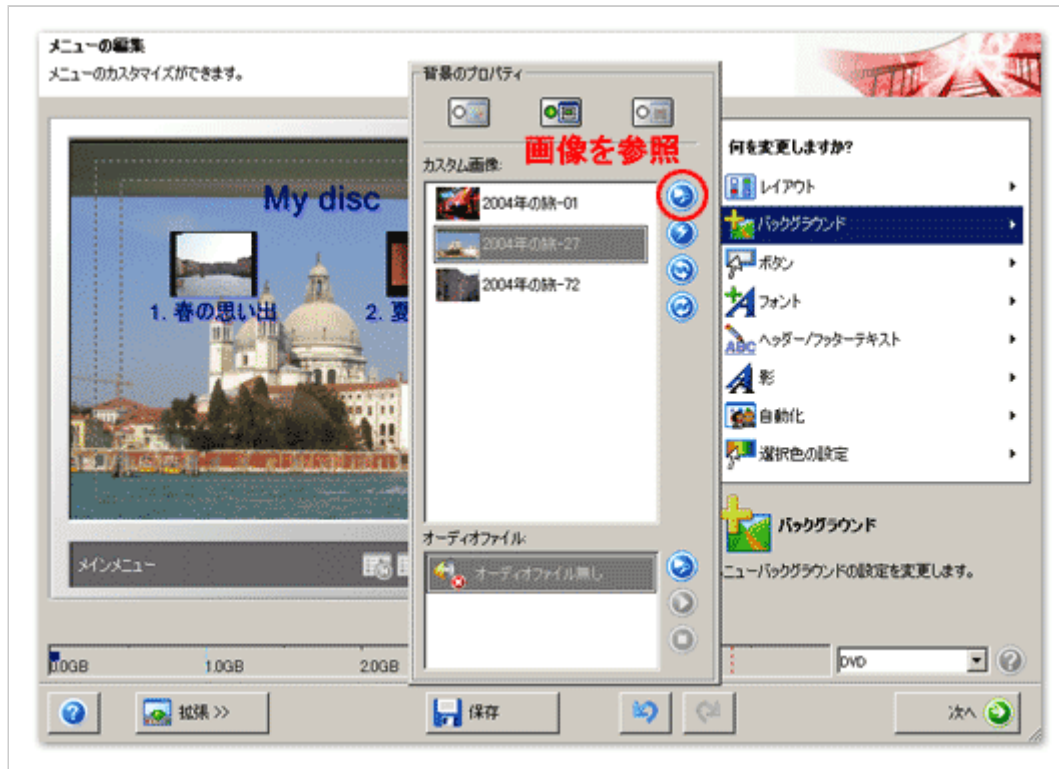 メニューの編集
メニューのカスタマイズができます。
背景のプロパティ
画像を参照
カスタム画像:
2004年の旅-01
2004年の旅-27
2004年の旅-72
My disc
1. 春の思い出
2. 夏
メインメニュー
オーディオファイル:
オーディオファイル無し
何を変更しますか?
レイアウト
バックグラウンド
ボタン
フォント
ABC ヘッダー/フッターテキスト
影
自動化
選択色の設定
バックグラウンド
ニューバックグラウンドの設定を変更します。
0.0GB 1.0GB 2.0GB
DVD
拡張 >>
保存
次へ